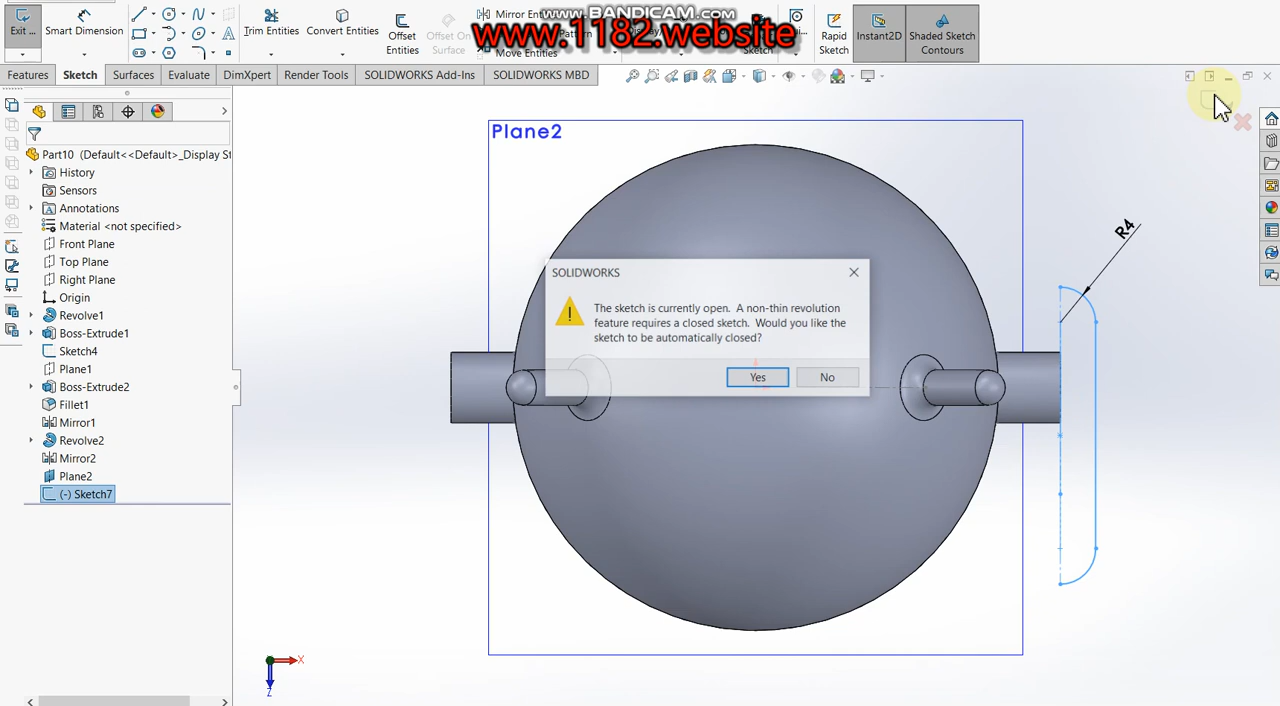 Exit ...
Smart Dimension
Trim Entities
Convert Entities
Offset Entities
Offset On Surface
Mirror Enti
Move Entities
Rapid Sketch
Instant2D
Shaded Sketch Contours
www.BANDICAM.com
www.1182.website
Features
Sketch
Surfaces
Evaluate
DimXpert
Render Tools
SOLIDWORKS Add-Ins
SOLIDWORKS MBD
Part10 (Default<<Default>_Display St
History
Sensors
Annotations
Material <not specified>
Front Plane
Top Plane
Right Plane
Origin
Revolve1
Boss-Extrude1
Sketch4
Plane1
Boss-Extrude2
Fillet1
Mirror1
Revolve2
Mirror2
Plane2
(-) Sketch7
Plane2
R4
SOLIDWORKS
The sketch is currently open. A non-thin revolution
feature requires a closed sketch. Would you like the
sketch to be automatically closed?
Yes
No
X
Z